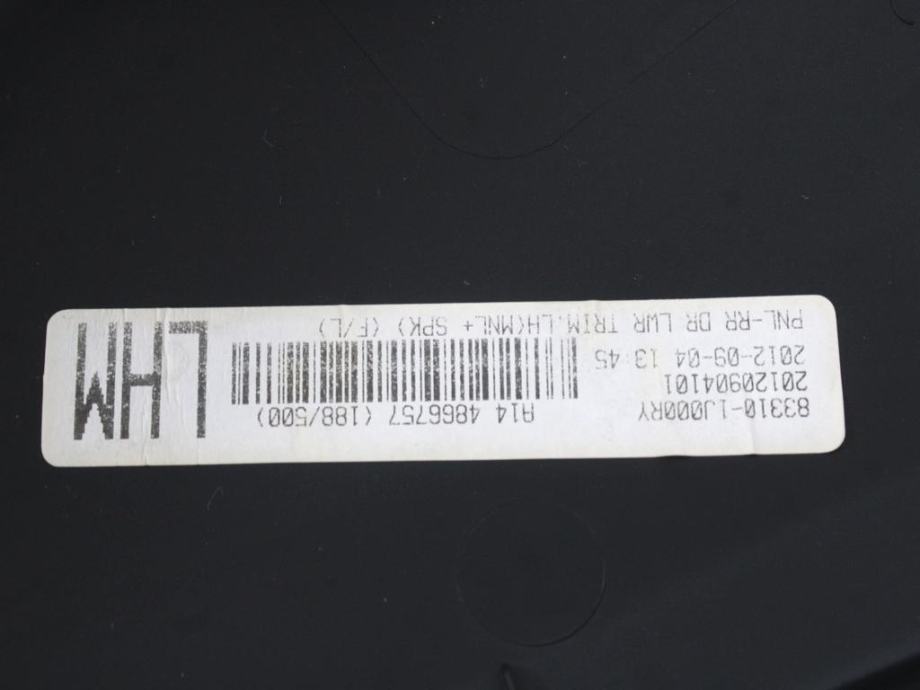 83310-1J000RY
A14 4866757 (188/500)
LHM
20120904101
2012-09-04 13:45
PNL-RR DR LWR TRIM,LH(MNL+ SPK) (F/L)